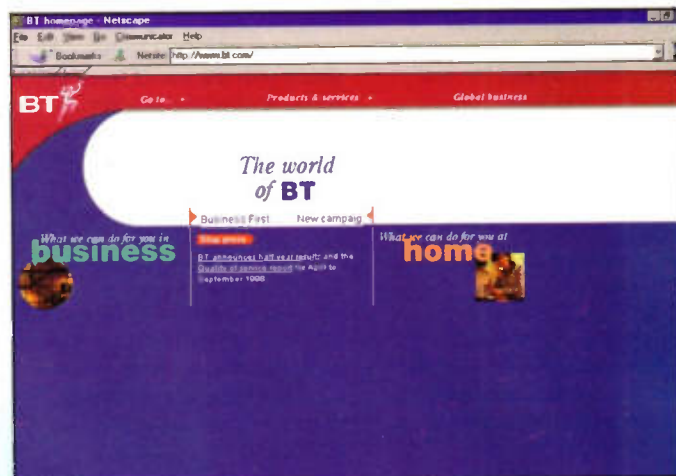 BT homepage - Netscape
File Edit View Go Communicator Help
Bookmarks Netsite http://www.bt.com/
BT
Go to... Products & services Global business
The world
of BT
Business First New campaig
What we can do for you in
business
BT announces half year results and the
Quality of service report for April to
September 1998
What we can do for you at
home